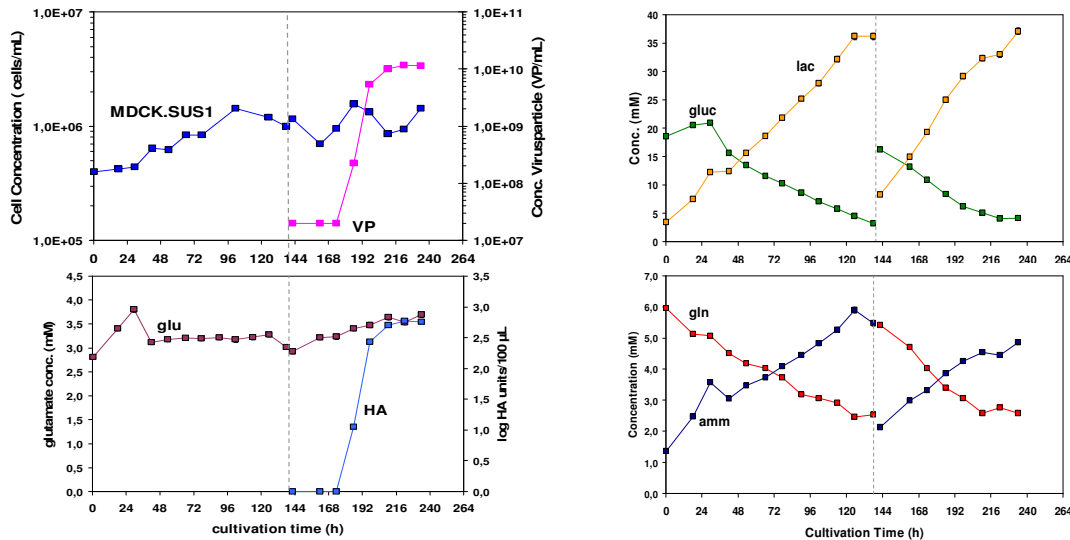 1,0E+07
1,0E+06
1,0E+05
Cell Concentration ( cells/mL)
1,0E+11
1,0E+10
1,0E+09
1,0E+08
1,0E+07
Conc. Virusparticle (VP/mL)
MDCK.SUS1
VP
0 24 48 72 96 120 144 168 192 216 240 264
40
35
30
25
20
15
10
5
0
Conc. (mM)
lac
gluc
0 24 48 72 96 120 144 168 192 216 240 264
4,5
4,0
3,5
3,0
2,5
2,0
1,5
1,0
0,5
0,0
glutamate conc. (mM)
3,5
3,0
2,5
2,0
1,5
1,0
0,5
0,0
log HA units/100 µL
glu
HA
0 24 48 72 96 120 144 168 192 216 240 264
cultivation time (h)
7,0
6,0
5,0
4,0
3,0
2,0
1,0
0,0
Concentration (mM)
gln
amm
0 24 48 72 96 120 144 168 192 216 240 264
Cultivation Time (h)